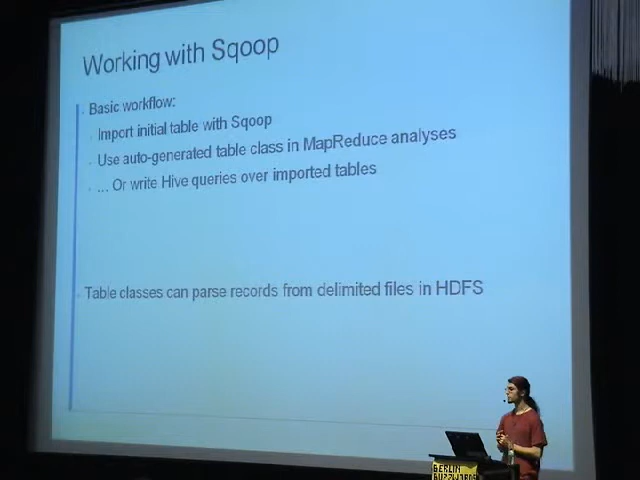 Working with Sqoop
Basic workflow:
Import initial table with Sqoop
Use auto-generated table class in MapReduce analyses
... Or write Hive queries over imported tables
Table classes can parse records from delimited files in HDFS
BERLIN
BUZZWORDS